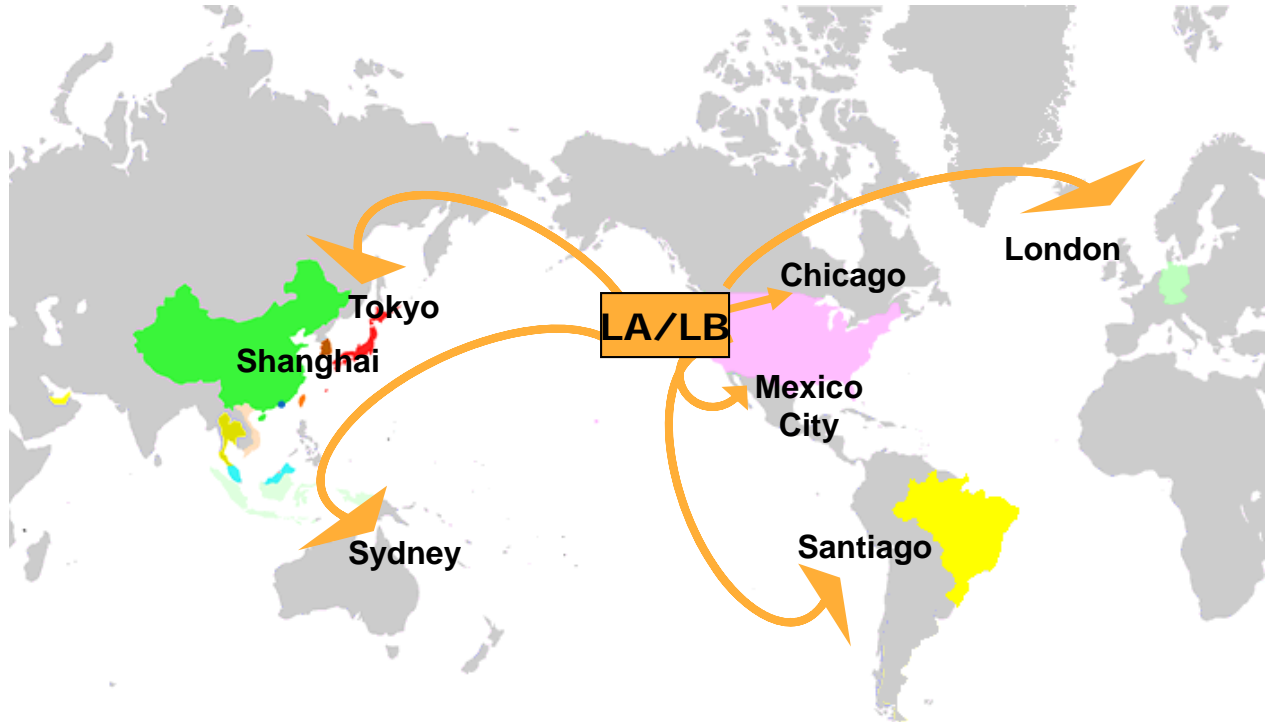 London
Chicago
Tokyo
LA/LB
Shanghai
Mexico
City
Santiago
Sydney